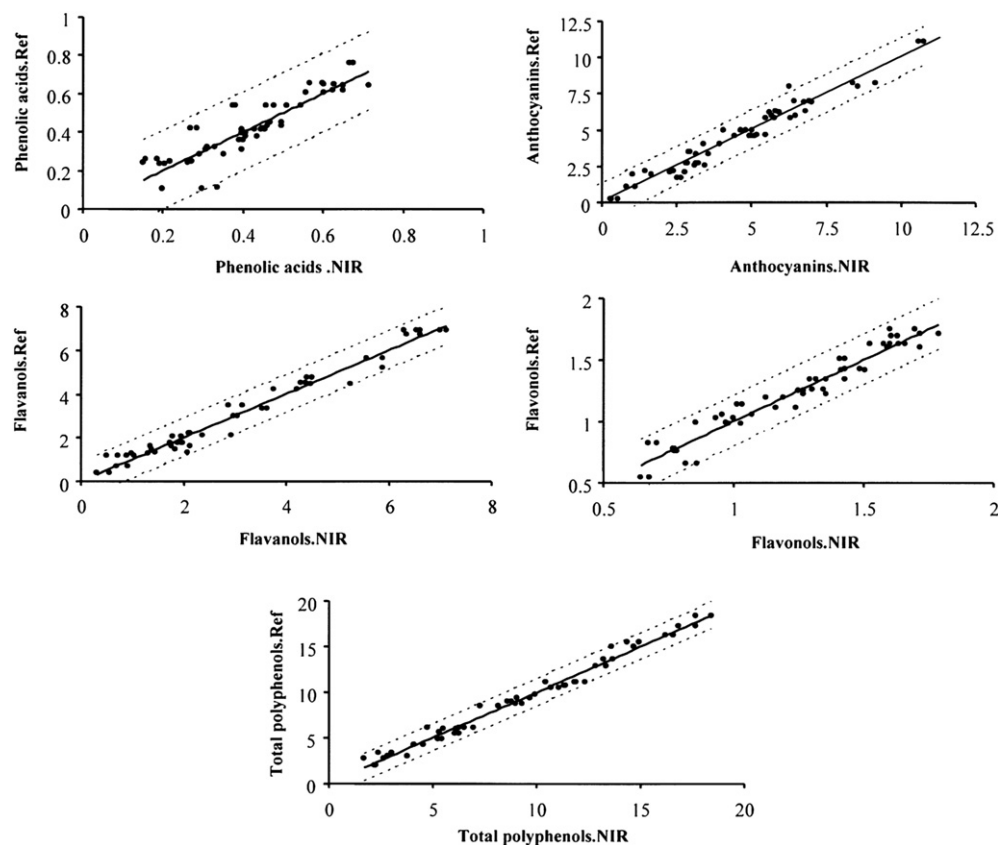 Phenolic acids.Ref
1
0.8
0.6
0.4
0.2
0
0 0.2 0.4 0.6 0.8 1
Phenolic acids .NIR
Anthocyanins.Ref
12.5
10
7.5
5
2.5
0
0 2.5 5 7.5 10 12.5
Anthocyanins.NIR
Flavanols.Ref
8
6
4
2
0
0 2 4 6 8
Flavanols.NIR
Flavonols.Ref
2
1.5
1
0.5
0.5 1 1.5 2
Flavonols.NIR
Total polyphenols.Ref
20
15
10
5
0
0 5 10 15 20
Total polyphenols.NIR